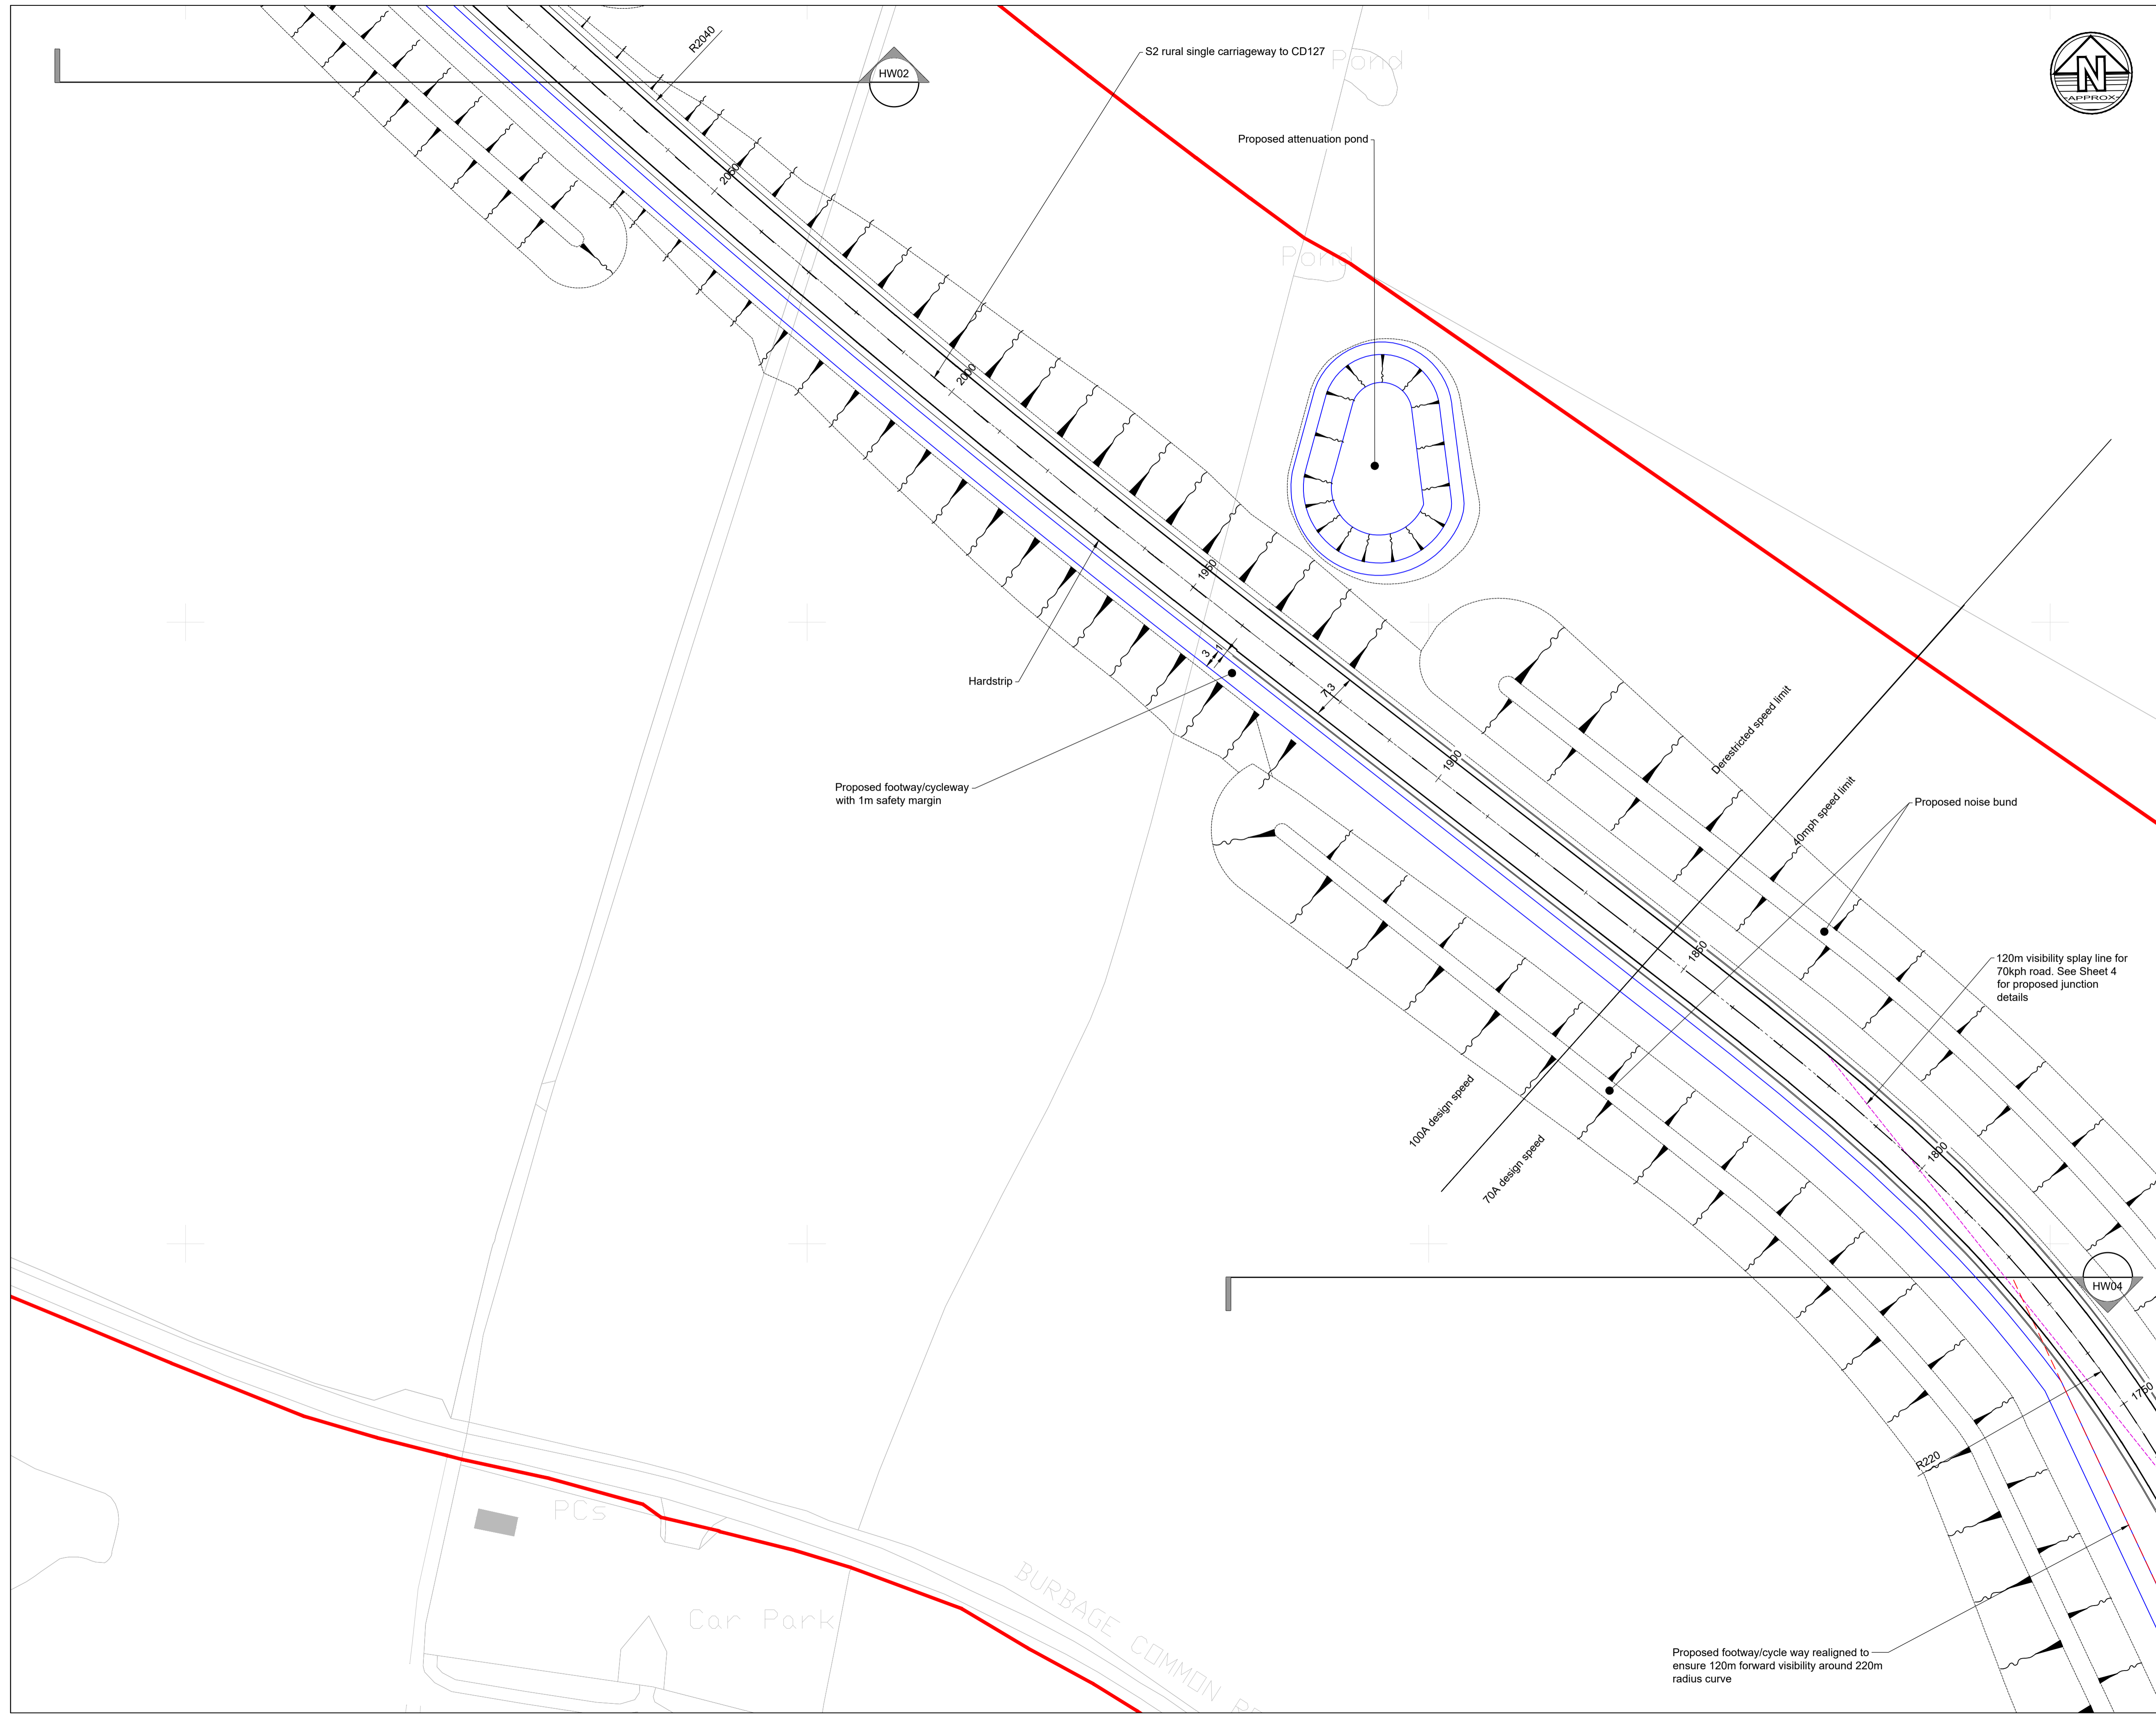 R2040
S2 rural single carriageway to CD127
Pond
HW02
N
APPROX
Proposed attenuation pond
2050
Pond
2000
1950
3
1
7.3
Hardstrip
Derestricted speed limit
1900
40mph speed limit
Proposed footway/cycleway
with 1m safety margin
Proposed noise bund
1850
120m visibility splay line for
70kph road. See Sheet 4
for proposed junction
details
100A design speed
70A design speed
1800
HW04
1750
R220
PCs
Car Park
BURBAGE COMMON
Proposed footway/cycle way realigned to
ensure 120m forward visibility around 220m
radius curve